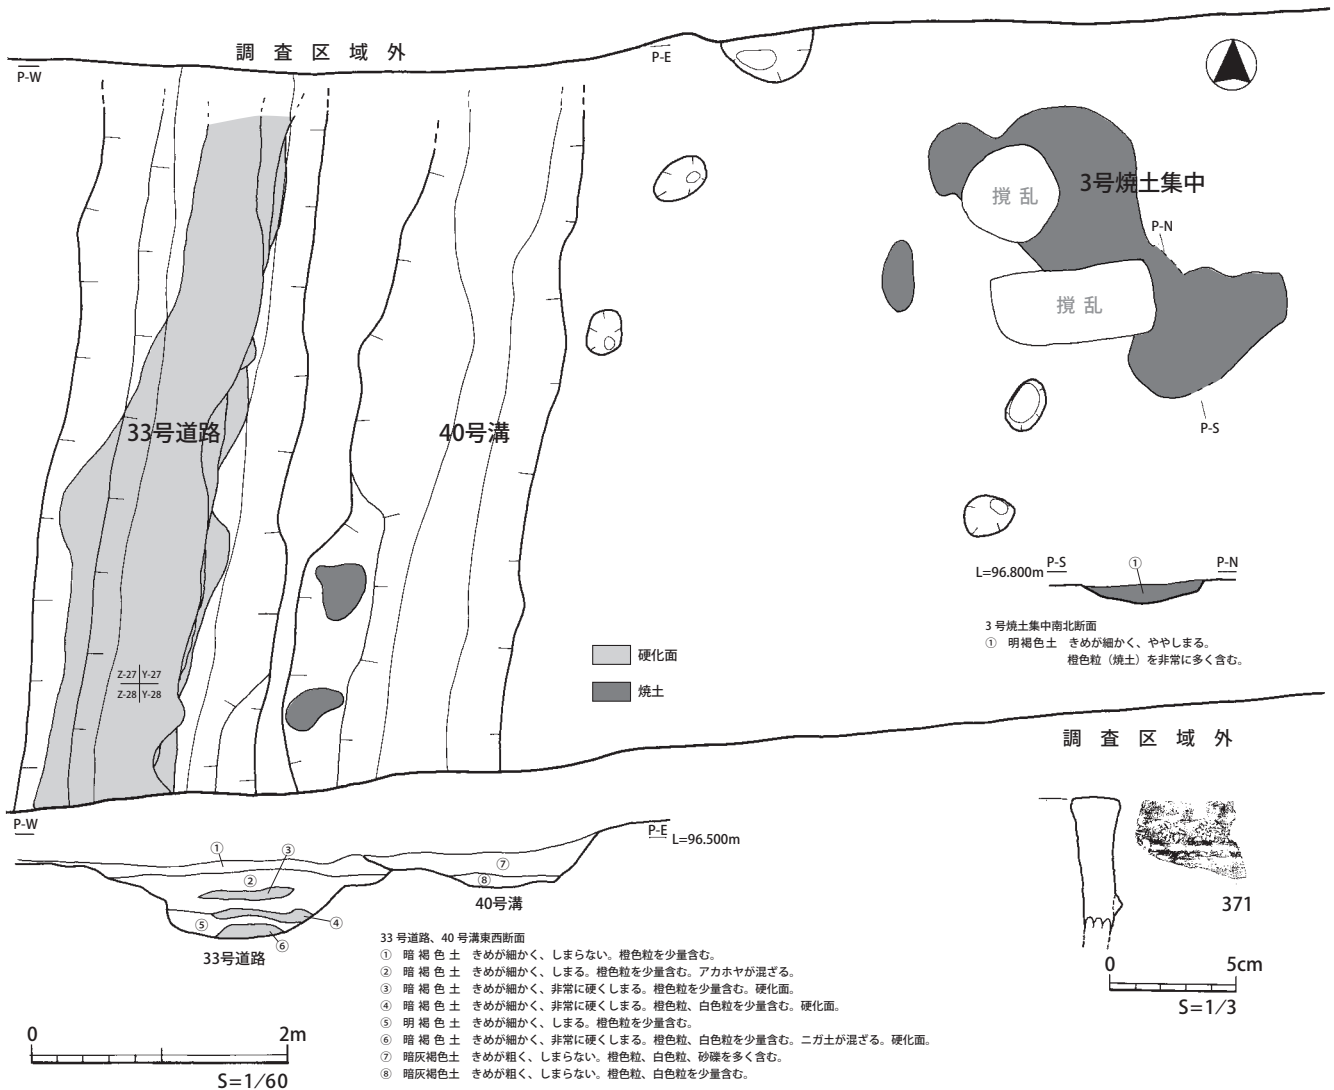 調査区域外
P-W
P-E
3号焼土集中
撹乱
P-N
撹乱
33号道路
40号溝
P-S
L=96.800m
P-S
①
P-N
3号焼土集中南北断面
① 明褐色土 きめが細かく、ややしまる。
橙色粒（焼土）を非常に多く含む。
硬化面
焼土
Z-27 Y-27
Z-28 Y-28
調査区域外
P-W
P-E
L=96.500m
①
③
②
⑦
⑧
⑤
④
⑥
40号溝
33号道路
371
33号道路、40号溝東西断面
① 暗褐色土 きめが細かく、しまらない。橙色粒を少量含む。
② 暗褐色土 きめが細かく、しまる。橙色粒を少量含む。アカホヤが混ざる。
③ 暗褐色土 きめが細かく、非常に硬くしまる。橙色粒を少量含む。硬化面。
④ 暗褐色土 きめが細かく、非常に硬くしまる。橙色粒、白色粒を少量含む。硬化面。
⑤ 明褐色土 きめが細かく、しまる。橙色粒を少量含む。
⑥ 暗褐色土 きめが細かく、非常に硬くしまる。橙色粒、白色粒を少量含む。ニガ土が混ざる。硬化面。
⑦ 暗灰褐色土 きめが粗く、しまらない。橙色粒、白色粒、砂礫を多く含む。
⑧ 暗灰褐色土 きめが粗く、しまらない。橙色粒、白色粒を少量含む。
0 2m
S=1/60
0 5cm
S=1/3